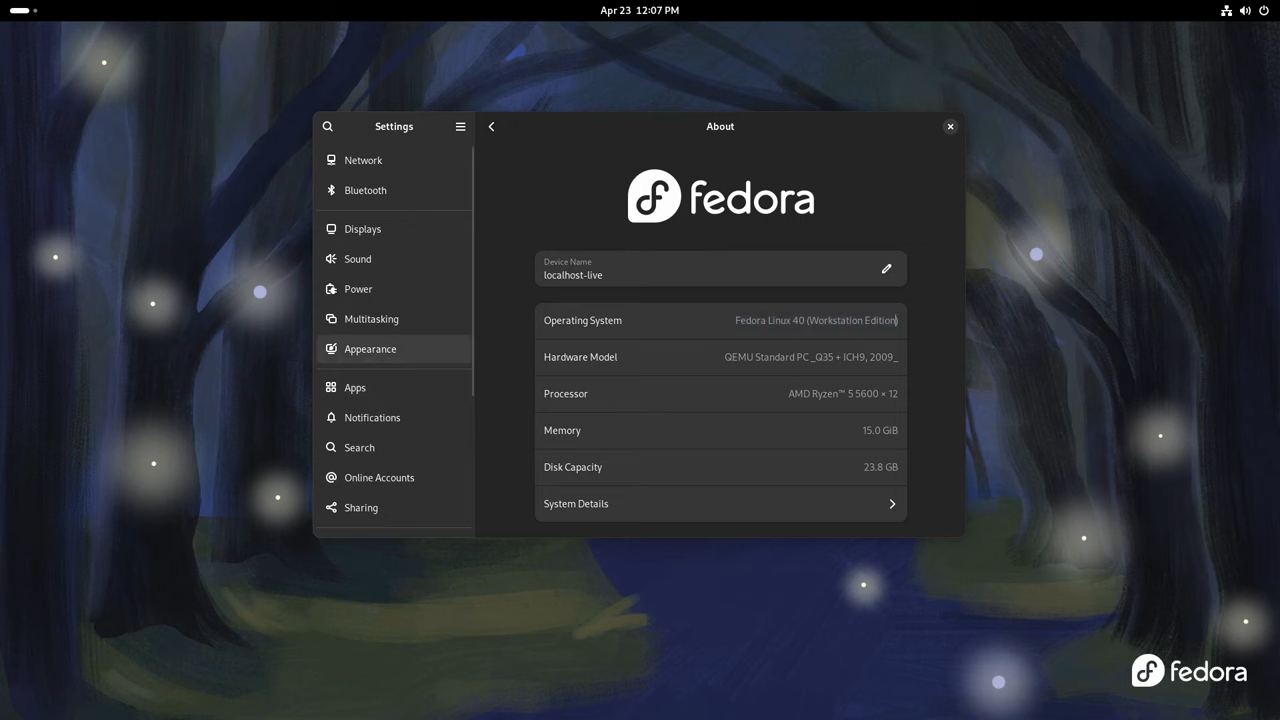 Apr 23 12:07 PM
Settings
Network
Bluetooth
Displays
Sound
Power
Multitasking
Appearance
Apps
Notifications
Search
Online Accounts
Sharing
About
fedora
Device Name
localhost-live
Operating System Fedora Linux 40 (Workstation Edition)
Hardware Model QEMU Standard PC _Q35 + ICH9, 2009_
Processor AMD Ryzen™ 5 5600 × 12
Memory 15.0 GiB
Disk Capacity 23.8 GB
System Details
fedora